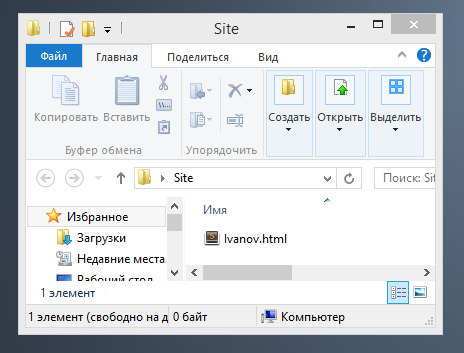 Site
Файл Главная Поделиться Вид
Копировать Вставить Создать Открыть Выделить
Буфер обмена Упорядочить
Site Поиск: Sit
Избранное Имя
Загрузки Ivanov.html
Недавние места
Рабочий стол
1 элемент
1 элемент (свободно на д 0 байт Компьютер